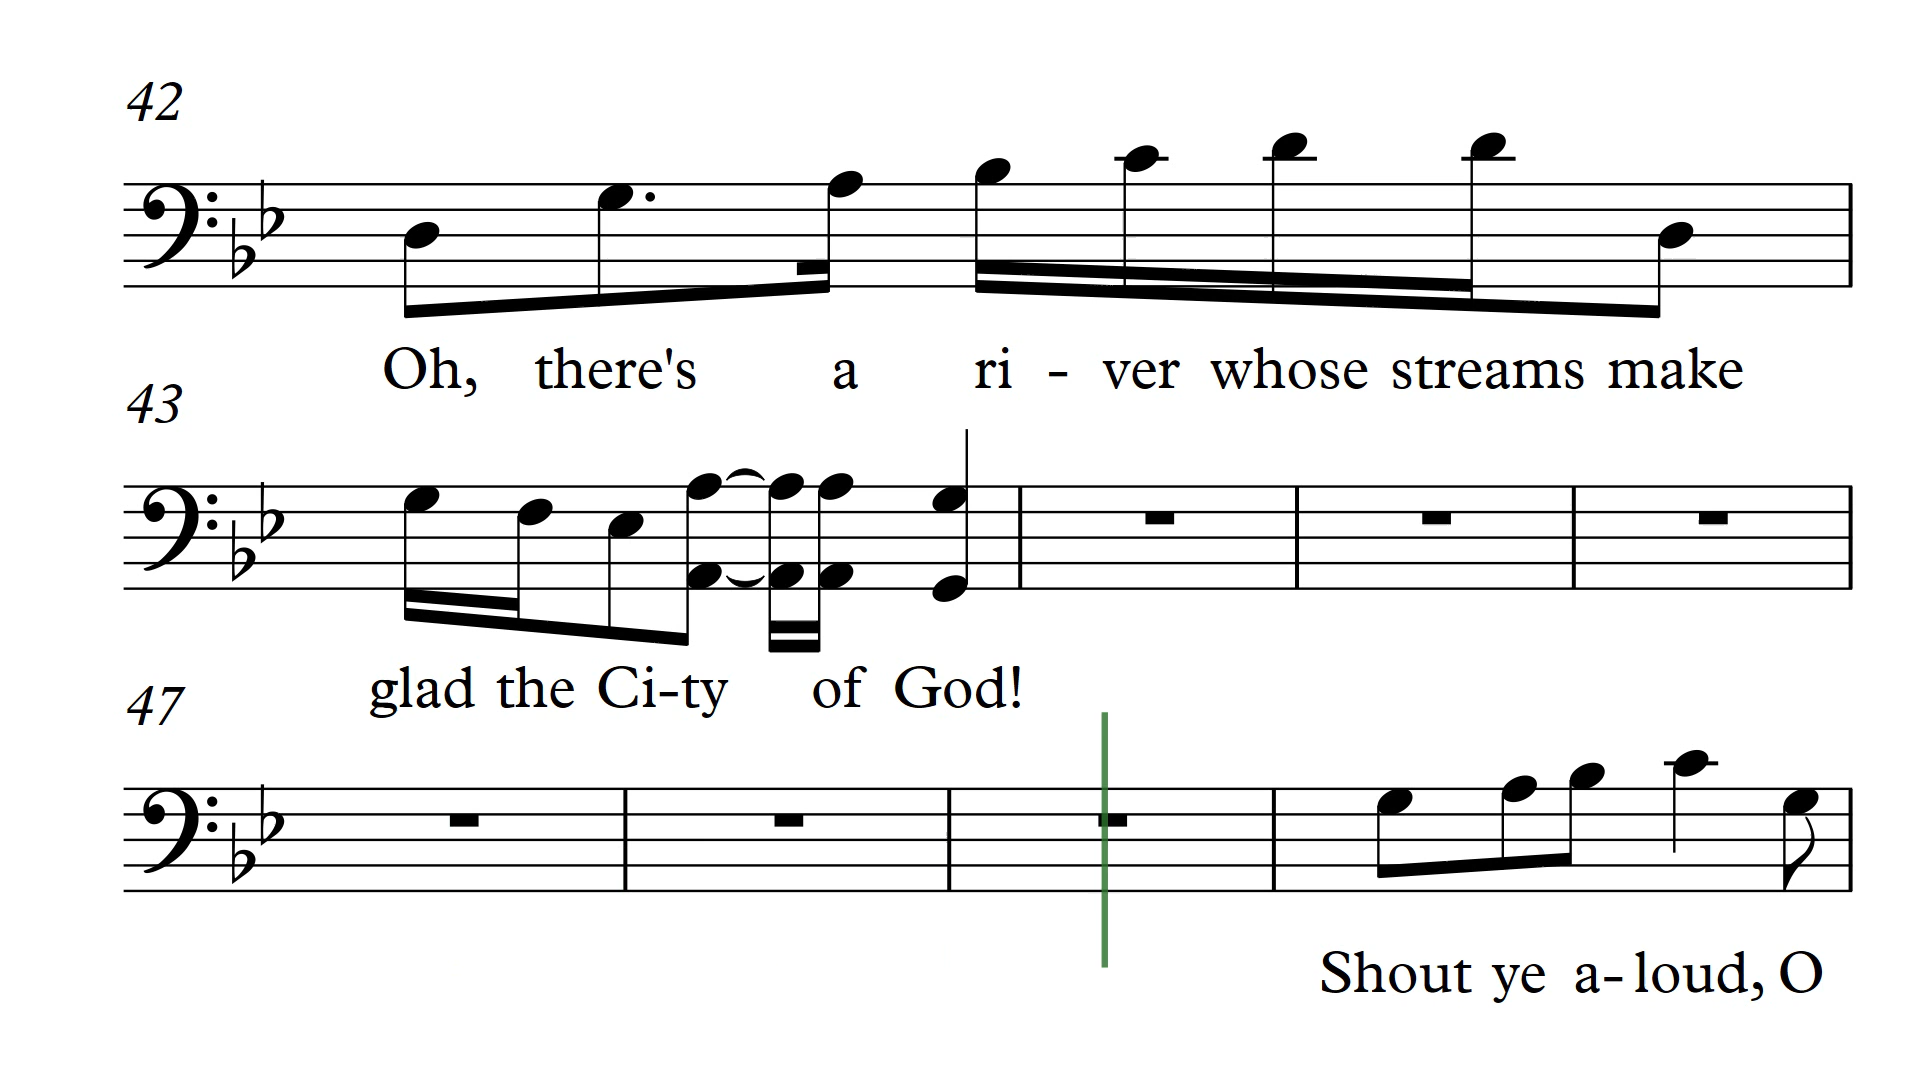 42
Oh, there's a ri - ver whose streams make
43
glad the Ci-ty of God!
47
Shout ye a-loud, O